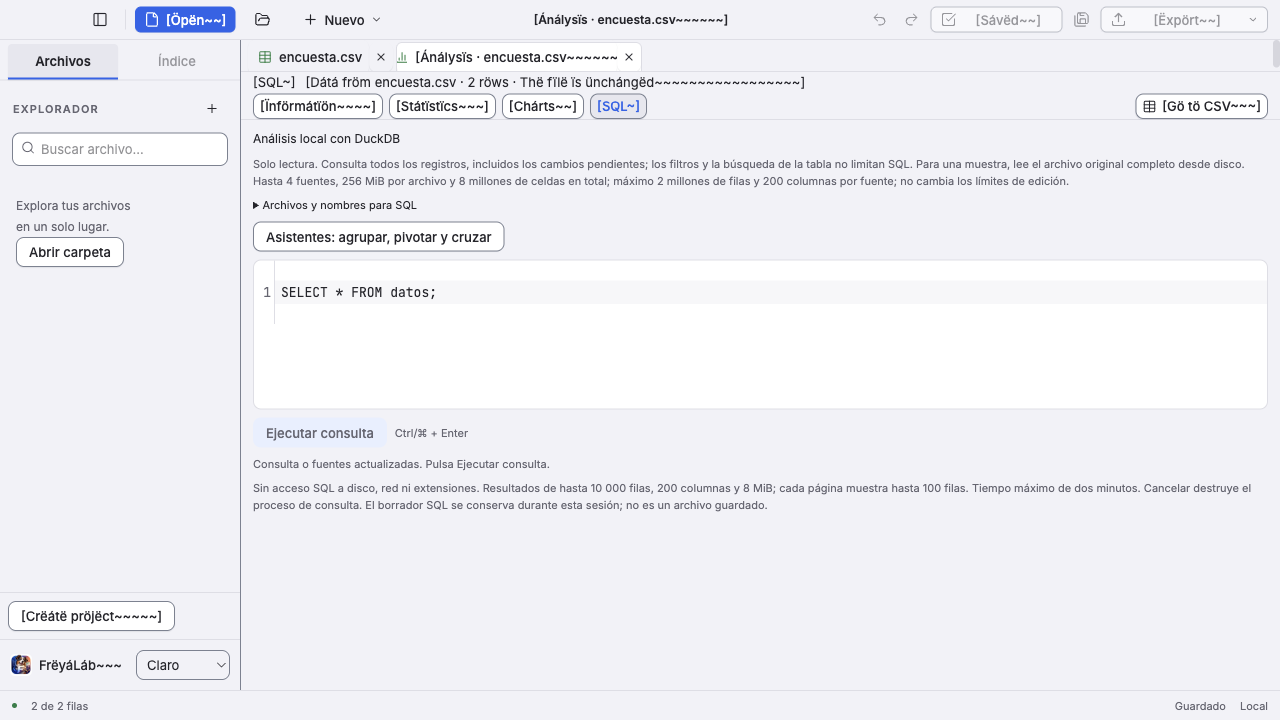 [Öpën~~]
Nuevo
[Ánálysïs · encuesta.csv~~~~~~]
[Sávëd~~]
[Ëxpört~~]
Archivos
Índice
EXPLORADOR
Buscar archivo...
Explora tus archivos
en un solo lugar.
Abrir carpeta
[Crëátë pröjëct~~~~~]
FrëyáLáb~~~
Claro
encuesta.csv
[Ánálysïs · encuesta.csv~~~~~~
[SQL~] [Dátá fröm encuesta.csv · 2 röws · Thë fïlë ïs ünchángëd~~~~~~~~~~~~~~~~]
[Ïnförmátïön~~~~] [Státïstïcs~~~] [Chárts~~] [SQL~] [Gö tö CSV~~~]
Análisis local con DuckDB
Solo lectura. Consulta todos los registros, incluidos los cambios pendientes; los filtros y la búsqueda de la tabla no limitan SQL. Para una muestra, lee el archivo original completo desde disco.
Hasta 4 fuentes, 256 MiB por archivo y 8 millones de celdas en total; máximo 2 millones de filas y 200 columnas por fuente; no cambia los límites de edición.
Archivos y nombres para SQL
Asistentes: agrupar, pivotar y cruzar
1 SELECT * FROM datos;
Ejecutar consulta Ctrl/⌘ + Enter
Consulta o fuentes actualizadas. Pulsa Ejecutar consulta.
Sin acceso SQL a disco, red ni extensiones. Resultados de hasta 10 000 filas, 200 columnas y 8 MiB; cada página muestra hasta 100 filas. Tiempo máximo de dos minutos. Cancelar destruye el
proceso de consulta. El borrador SQL se conserva durante esta sesión; no es un archivo guardado.
2 de 2 filas
Guardado
Local